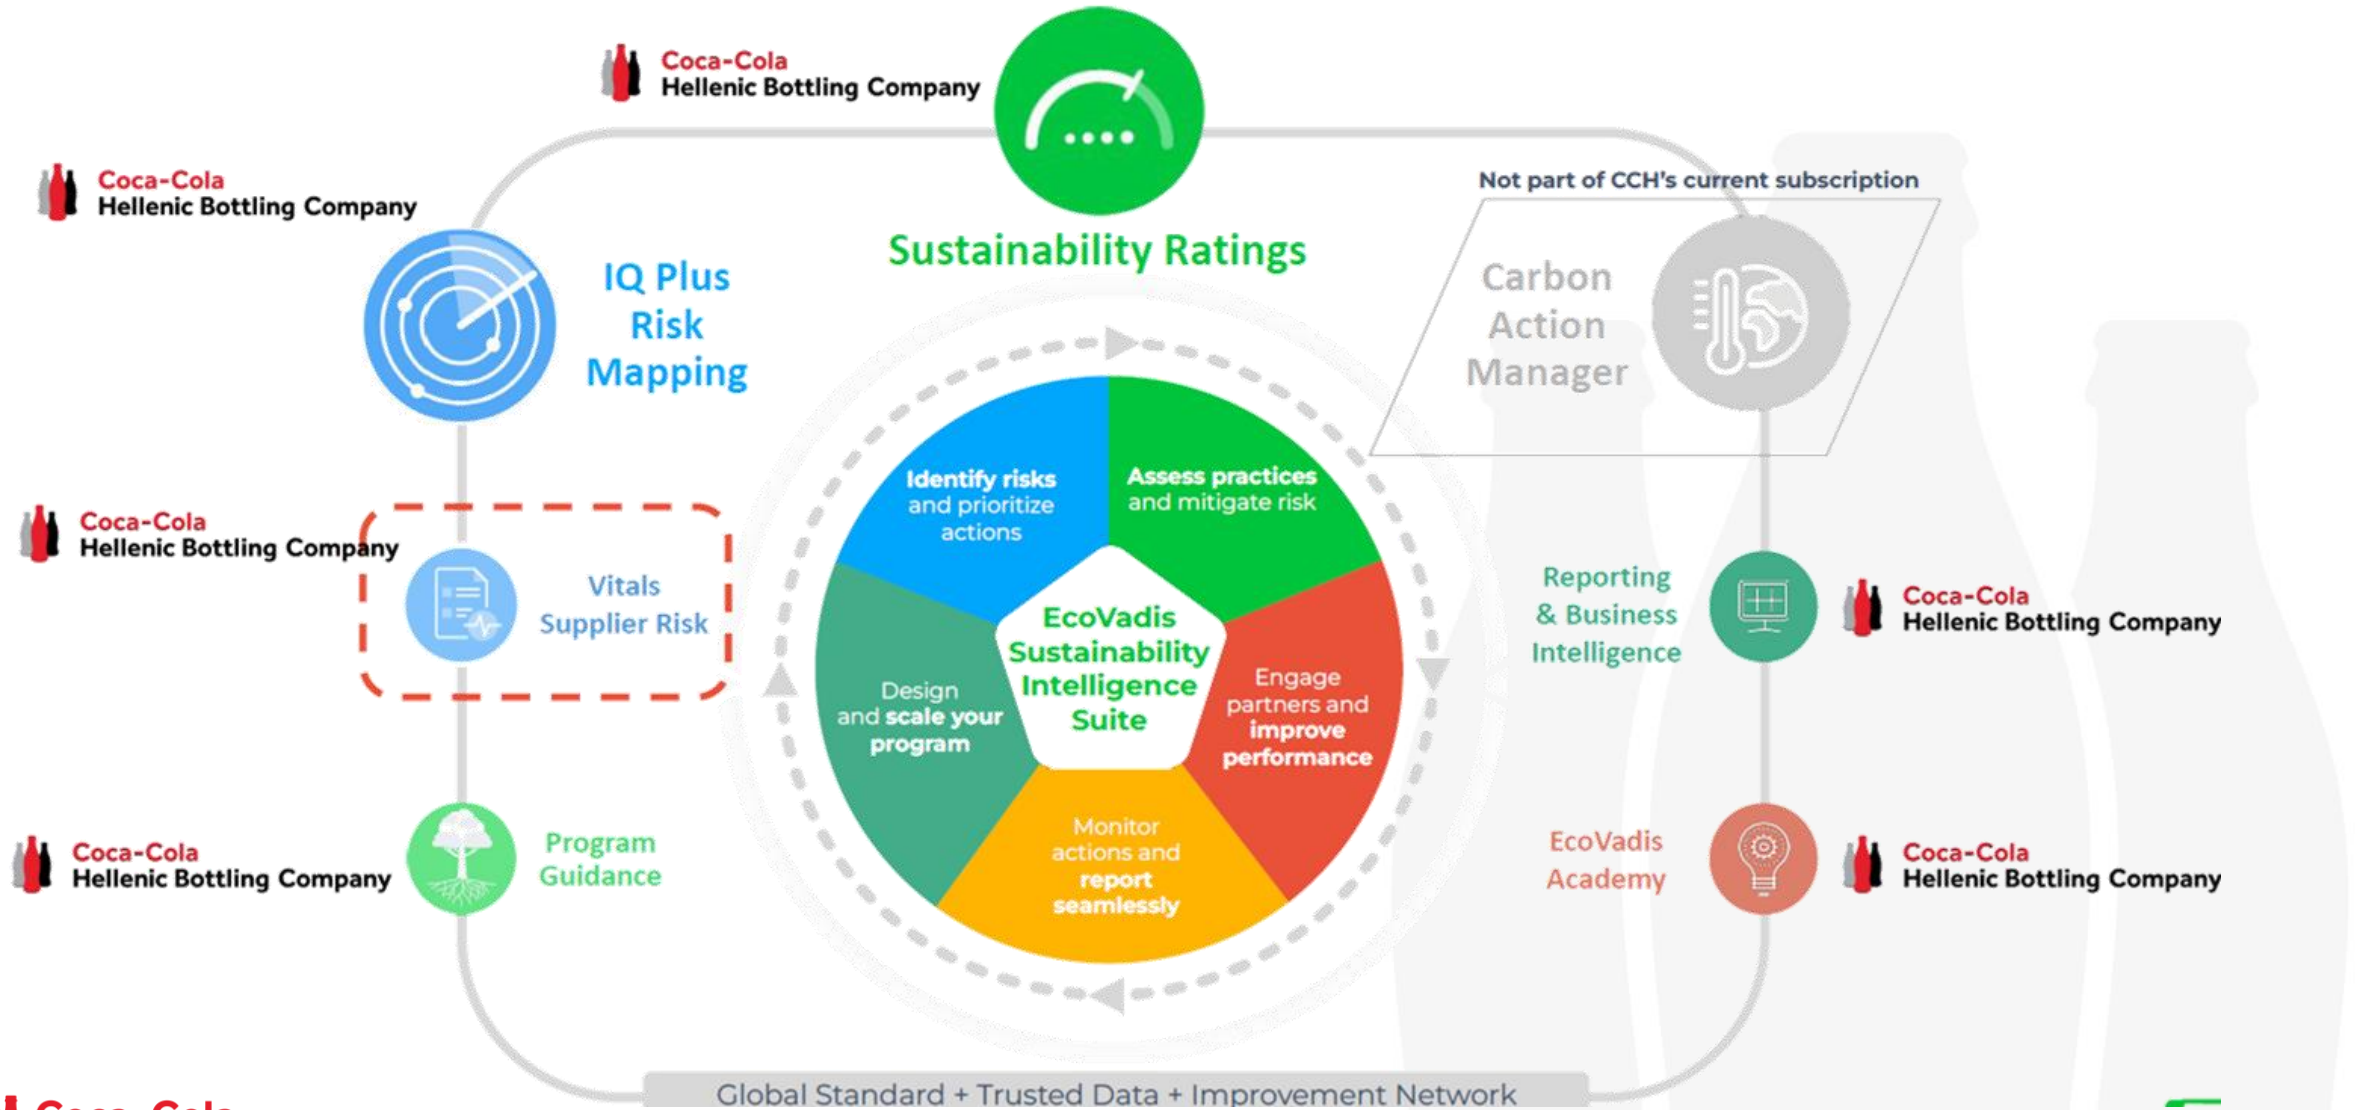 Coca-Cola
Hellenic Bottling Company
Coca-Cola
Hellenic Bottling Company
Sustainability Ratings
Not part of CCH's current subscription
IQ Plus
Risk
Mapping
Carbon
Action
Manager
Identify risks
and prioritize
actions
Assess practices
and mitigate risk
Coca-Cola
Hellenic Bottling Company
Vitals
Supplier Risk
EcoVadis
Sustainability
Intelligence
Suite
Design
and scale your
program
Engage
partners and
improve
performance
Monitor
actions and
report
seamlessly
Reporting
& Business
Intelligence
Coca-Cola
Hellenic Bottling Company
Coca-Cola
Hellenic Bottling Company
Program
Guidance
EcoVadis
Academy
Coca-Cola
Hellenic Bottling Company
Global Standard + Trusted Data + Improvement Network